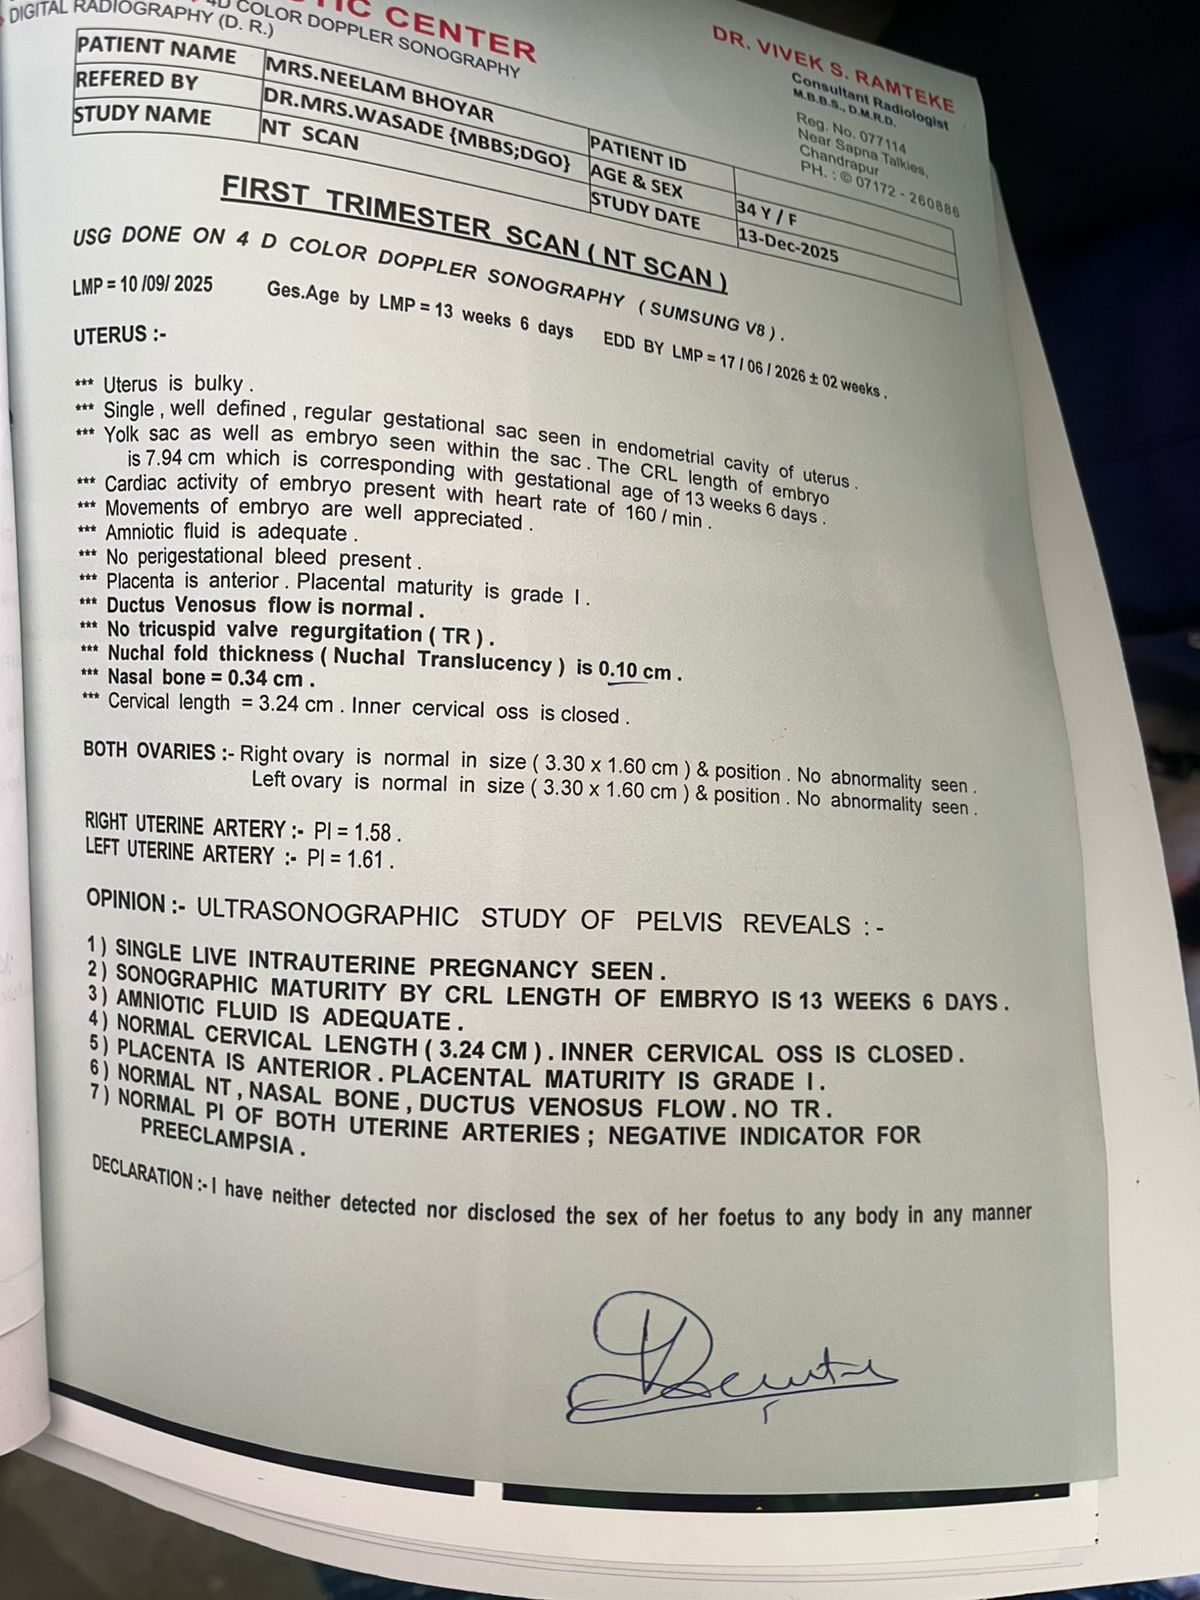 TIC CENTER
4D COLOR DOPPLER SONOGRAPHY
DIGITAL RADIOGRAPHY (D. R.)
DR. VIVEK S. RAMTEKE
Consultant Radiologist
M.B.B.S., D.M.R.D.
Reg. No. 077114
Near Sapna Talkies,
Chandrapur
PH. : ✆ 07172 - 260886
PATIENT NAME MRS.NEELAM BHOYAR PATIENT ID
REFERED BY DR.MRS.WASADE {MBBS;DGO} AGE & SEX 34 Y / F
STUDY NAME NT SCAN STUDY DATE 13-Dec-2025
FIRST TRIMESTER SCAN ( NT SCAN )
USG DONE ON 4 D COLOR DOPPLER SONOGRAPHY ( SUMSUNG V8 ) .
LMP = 10 /09/ 2025 Ges.Age by LMP = 13 weeks 6 days EDD BY LMP = 17 / 06 / 2026 ± 02 weeks .
UTERUS :-
*** Uterus is bulky .
*** Single , well defined , regular gestational sac seen in endometrial cavity of uterus .
*** Yolk sac as well as embryo seen within the sac . The CRL length of embryo
is 7.94 cm which is corresponding with gestational age of 13 weeks 6 days .
*** Cardiac activity of embryo present with heart rate of 160 / min .
*** Movements of embryo are well appreciated .
*** Amniotic fluid is adequate .
*** No perigestational bleed present .
*** Placenta is anterior . Placental maturity is grade I .
*** Ductus Venosus flow is normal .
*** No tricuspid valve regurgitation ( TR ) .
*** Nuchal fold thickness ( Nuchal Translucency ) is 0.10 cm .
*** Nasal bone = 0.34 cm .
*** Cervical length = 3.24 cm . Inner cervical oss is closed .
BOTH OVARIES :- Right ovary is normal in size ( 3.30 x 1.60 cm ) & position . No abnormality seen .
Left ovary is normal in size ( 3.30 x 1.60 cm ) & position . No abnormality seen .
RIGHT UTERINE ARTERY :- PI = 1.58 .
LEFT UTERINE ARTERY :- PI = 1.61 .
OPINION :- ULTRASONOGRAPHIC STUDY OF PELVIS REVEALS : -
1 ) SINGLE LIVE INTRAUTERINE PREGNANCY SEEN .
2 ) SONOGRAPHIC MATURITY BY CRL LENGTH OF EMBRYO IS 13 WEEKS 6 DAYS .
3 ) AMNIOTIC FLUID IS ADEQUATE .
4 ) NORMAL CERVICAL LENGTH ( 3.24 CM ) . INNER CERVICAL OSS IS CLOSED .
5 ) PLACENTA IS ANTERIOR . PLACENTAL MATURITY IS GRADE I .
6 ) NORMAL NT , NASAL BONE , DUCTUS VENOSUS FLOW . NO TR .
7 ) NORMAL PI OF BOTH UTERINE ARTERIES ; NEGATIVE INDICATOR FOR
PREECLAMPSIA .
DECLARATION :- I have neither detected nor disclosed the sex of her foetus to any body in any manner